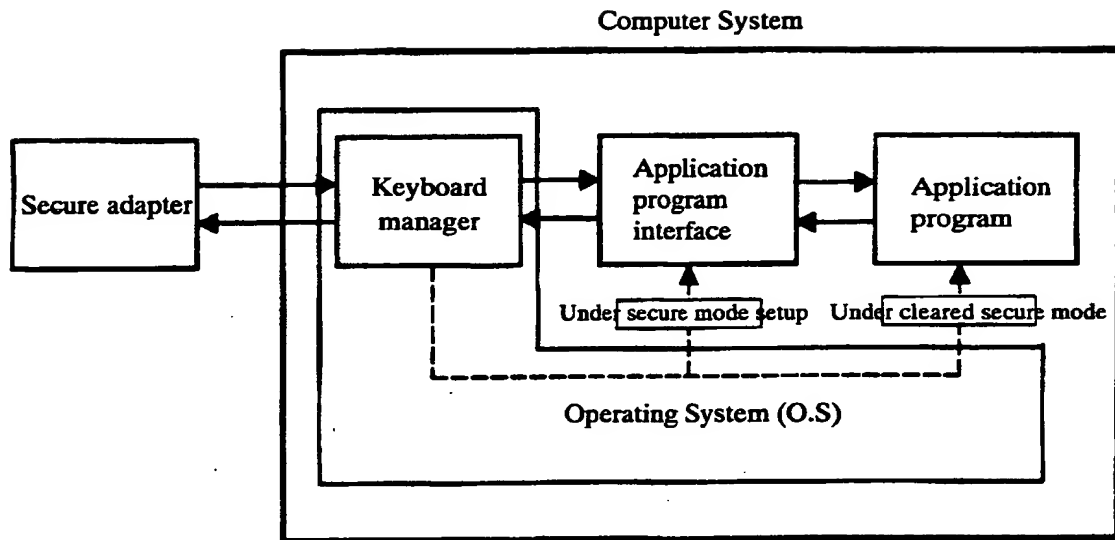 Computer System
Secure adapter
Keyboard
manager
Application
program
interface
Application
program
Under secure mode setup
Under cleared secure mode
Operating System (O.S)